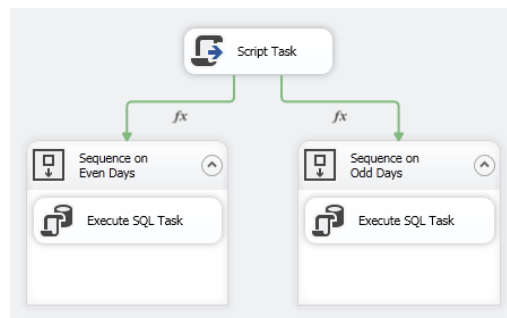 Script Task
fx
fx
Sequence on
Even Days
Sequence on
Odd Days
Execute SQL Task
Execute SQL Task